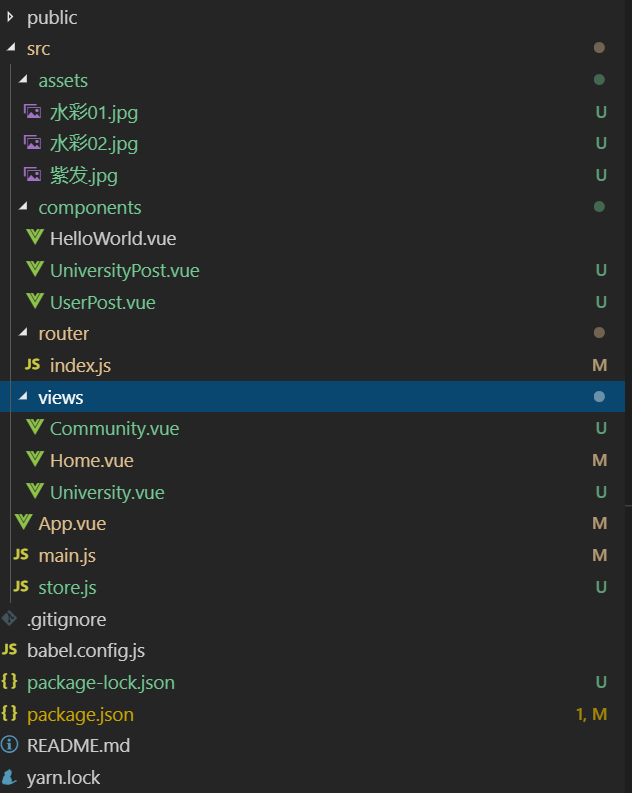 public
src
assets
水彩01.jpg U
水彩02.jpg U
紫发.jpg U
components
HelloWorld.vue
UniversityPost.vue U
UserPost.vue U
router
JS index.js M
views
Community.vue U
Home.vue M
University.vue U
App.vue M
JS main.js M
JS store.js U
.gitignore
JS babel.config.js
{} package-lock.json U
{} package.json 1, M
README.md
yarn.lock